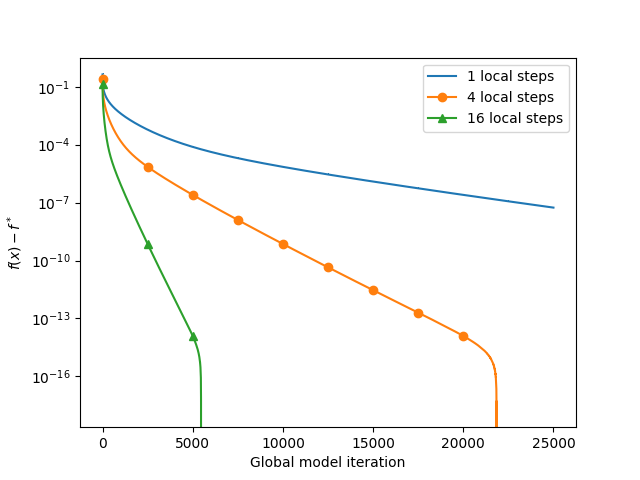 1 local steps
4 local steps
16 local steps
10⁻¹
10⁻⁴
10⁻⁷
10⁻¹⁰
10⁻¹³
10⁻¹⁶
f(x) − f*
0 5000 10000 15000 20000 25000
Global model iteration